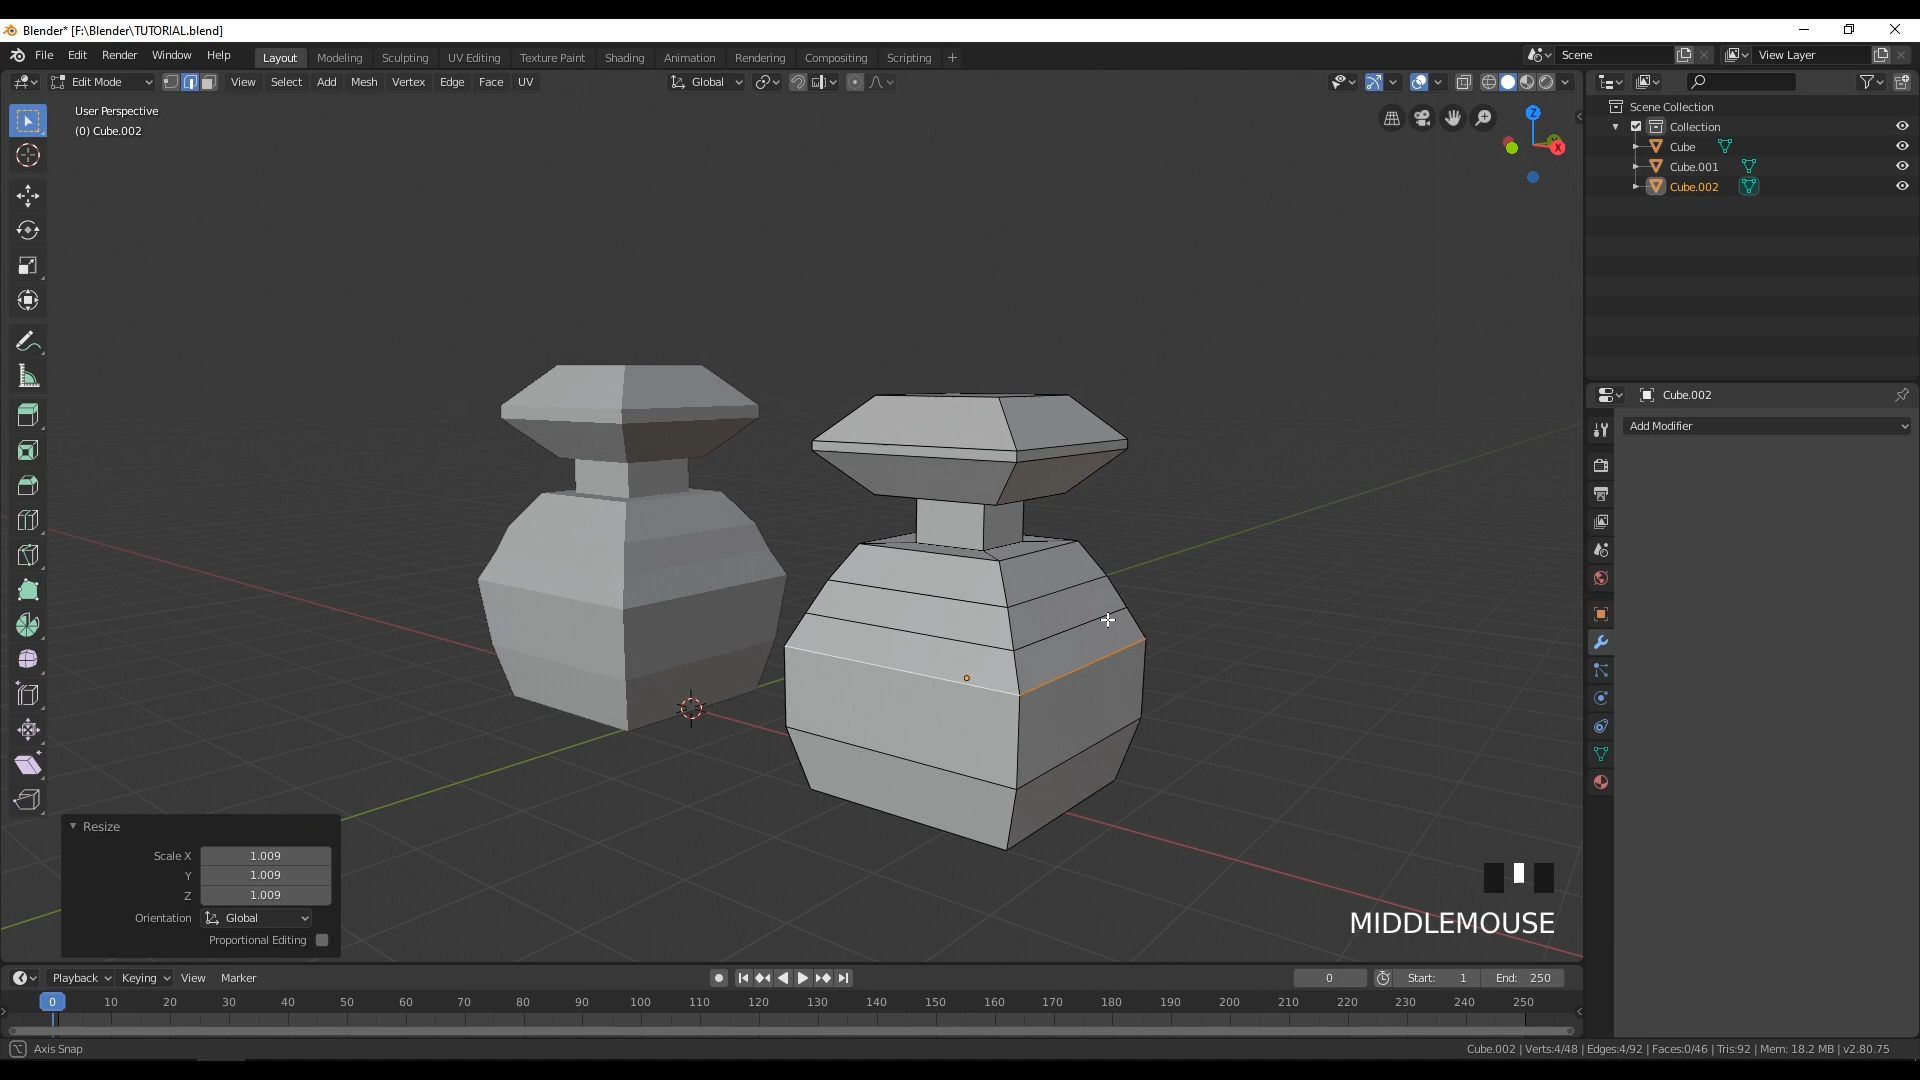 Blender* [F:\Blender\TUTORIAL.blend]
File Edit Render Window Help Layout Modeling Sculpting UV Editing Texture Paint Shading Animation Rendering Compositing Scripting + Scene View Layer
Edit Mode View Select Add Mesh Vertex Edge Face UV Global
User Perspective
(0) Cube.002
Z
X
Scene Collection
Collection
Cube
Cube.001
Cube.002
Cube.002
Add Modifier
Resize
Scale X 1.009
Y 1.009
Z 1.009
Orientation Global
Proportional Editing
MIDDLEMOUSE
Playback Keying View Marker 0 Start: 1 End: 250
0 10 20 30 40 50 60 70 80 90 100 110 120 130 140 150 160 170 180 190 200 210 220 230 240 250
Axis Snap
Cube.002 | Verts:4/48 | Edges:4/92 | Faces:0/46 | Tris:92 | Mem: 18.2 MB | v2.80.75